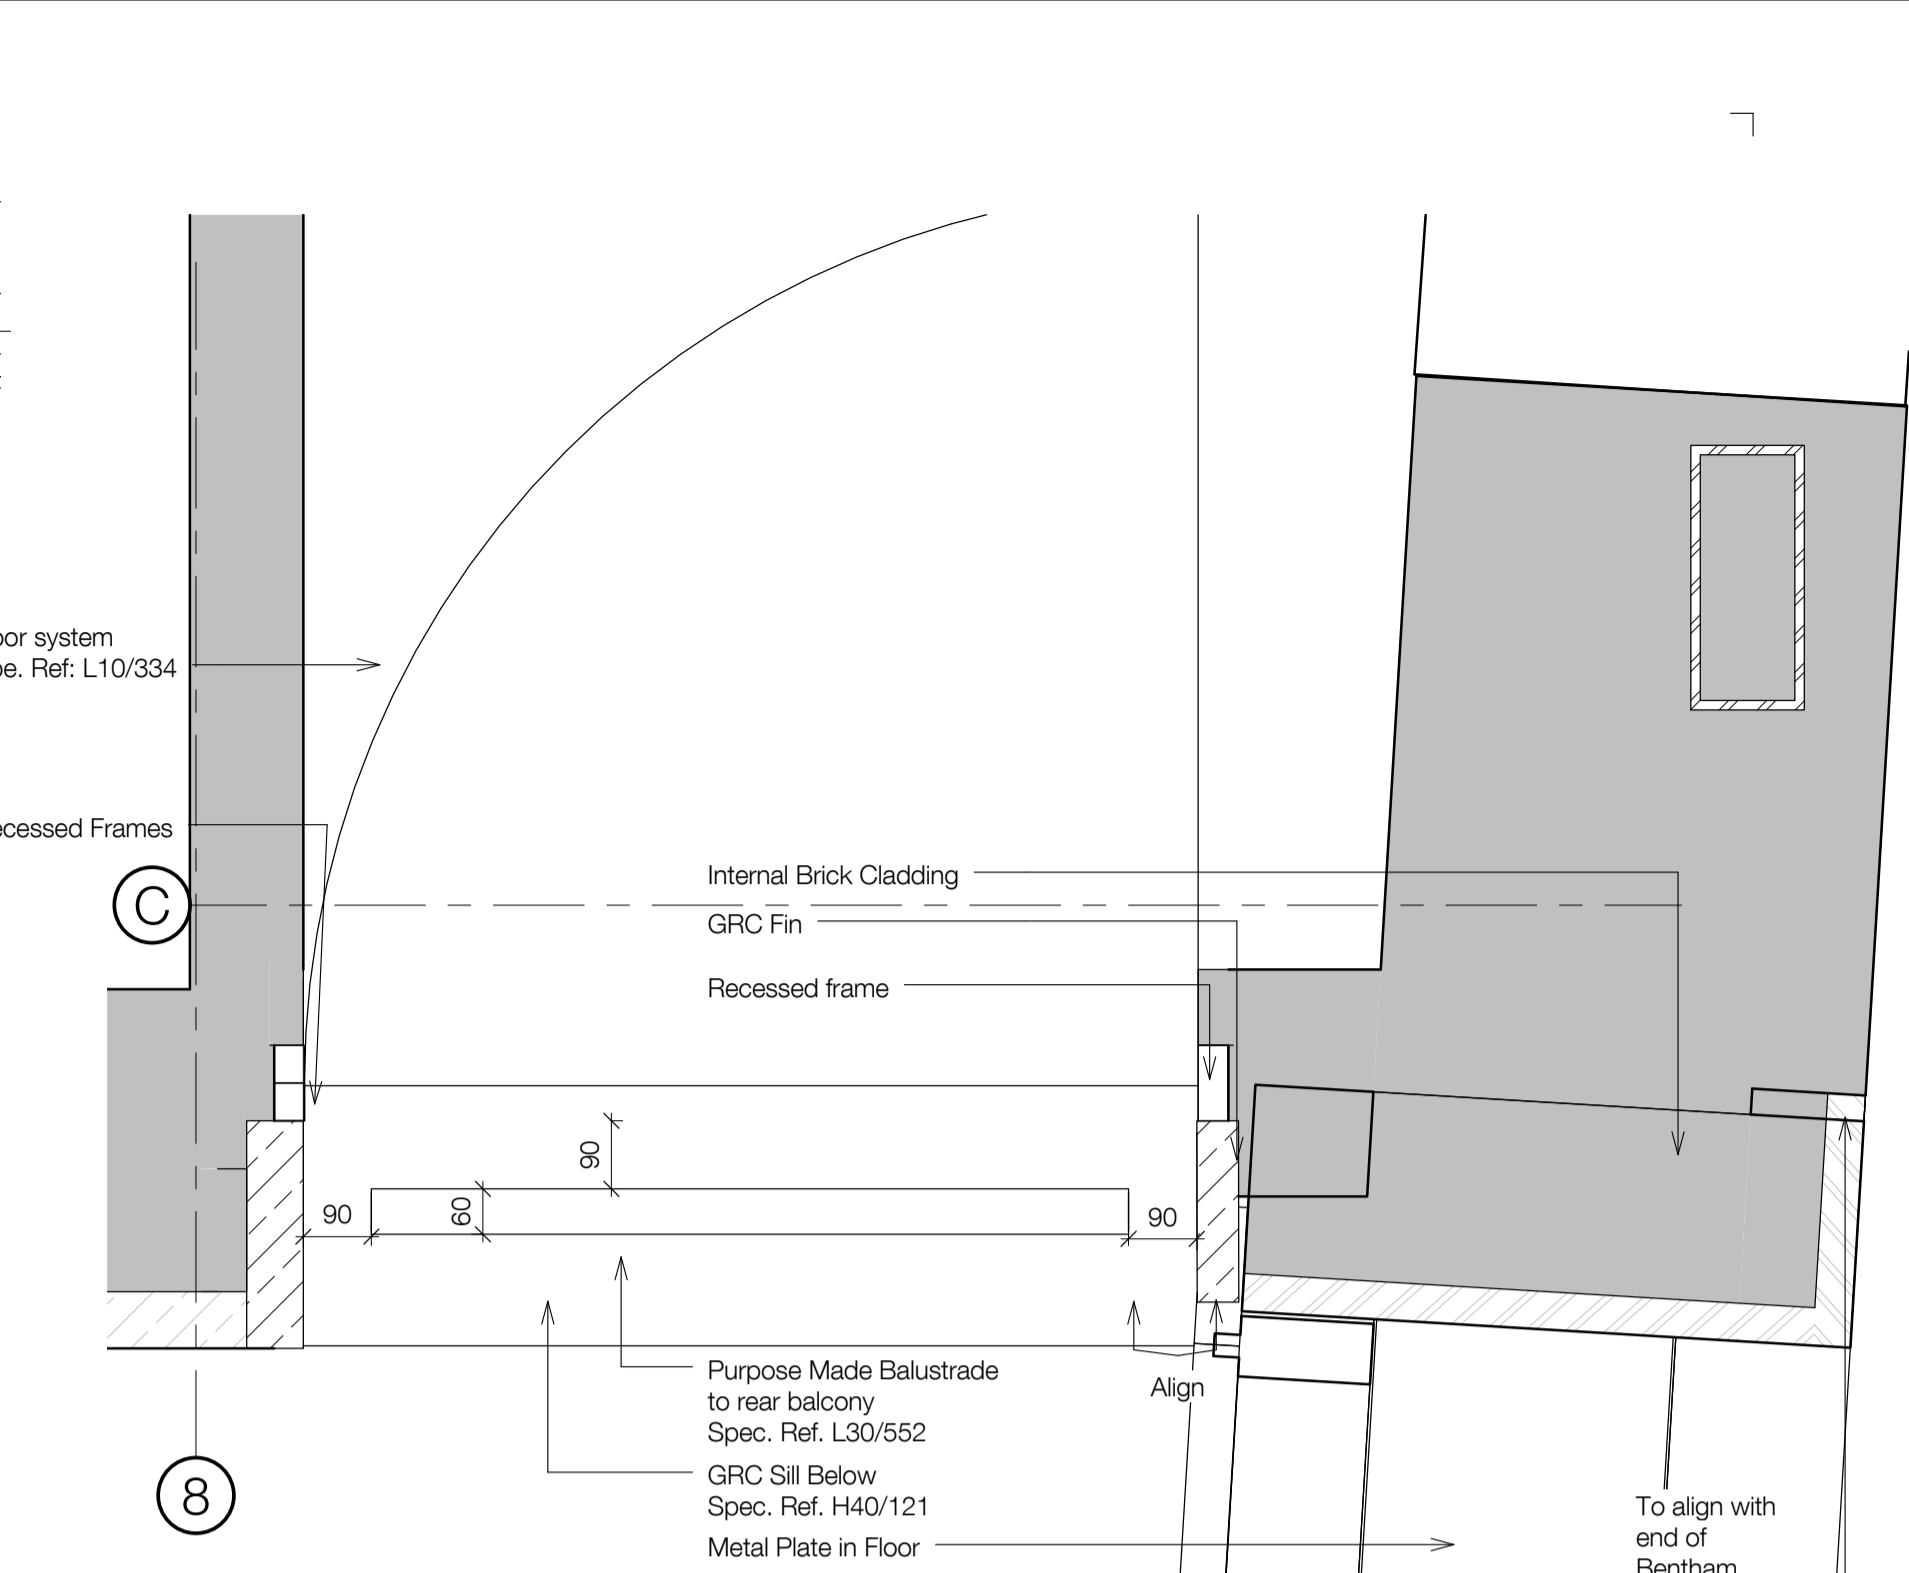 oor system
e. Ref: L10/334
ecessed Frames
C
Internal Brick Cladding
GRC Fin
Recessed frame
90
90
60
90
Purpose Made Balustrade
to rear balcony
Spec. Ref. L30/552
Align
GRC Sill Below
Spec. Ref. H40/121
8
Metal Plate in Floor
To align with
end of
Bentham